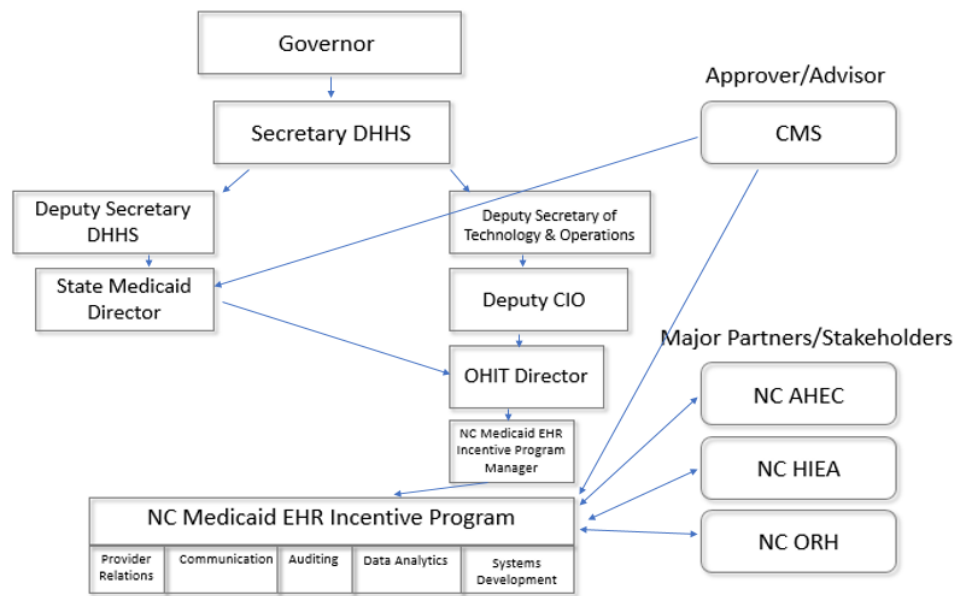 Governor
Approver/Advisor
Secretary DHHS
CMS
Deputy Secretary
DHHS
Deputy Secretary of
Technology & Operations
State Medicaid
Director
Deputy CIO
Major Partners/Stakeholders
OHIT Director
NC AHEC
NC Medicaid EHR
Incentive Program
Manager
NC HIEA
NC Medicaid EHR Incentive Program
NC ORH
Provider
Relations
Communication
Auditing
Data Analytics
Systems
Development